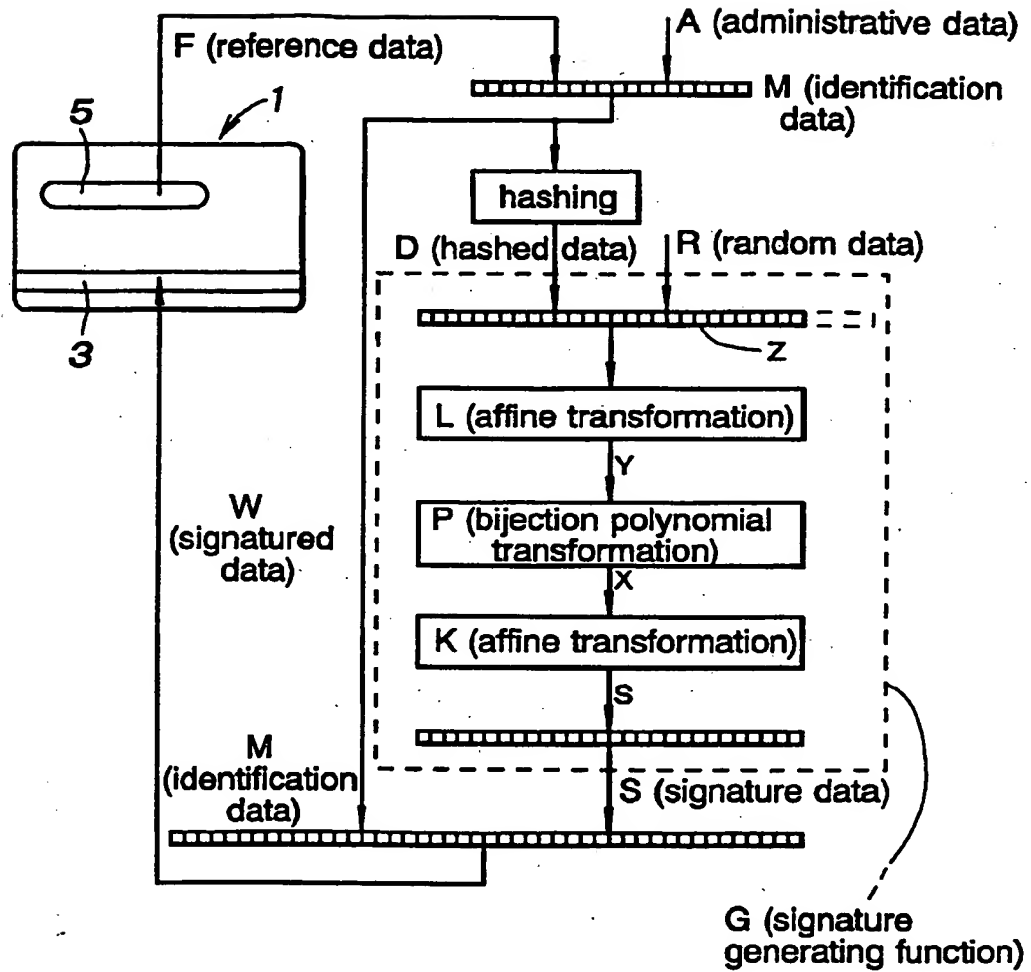 A (administrative data)
F (reference data)
M (identification
data)
1
5
hashing
D (hashed data)
R (random data)
3
Z
L (affine transformation)
Y
P (bijection polynomial
transformation)
X
W
(signatured
data)
K (affine transformation)
S
M
(identification
data)
S (signature data)
G (signature
generating function)